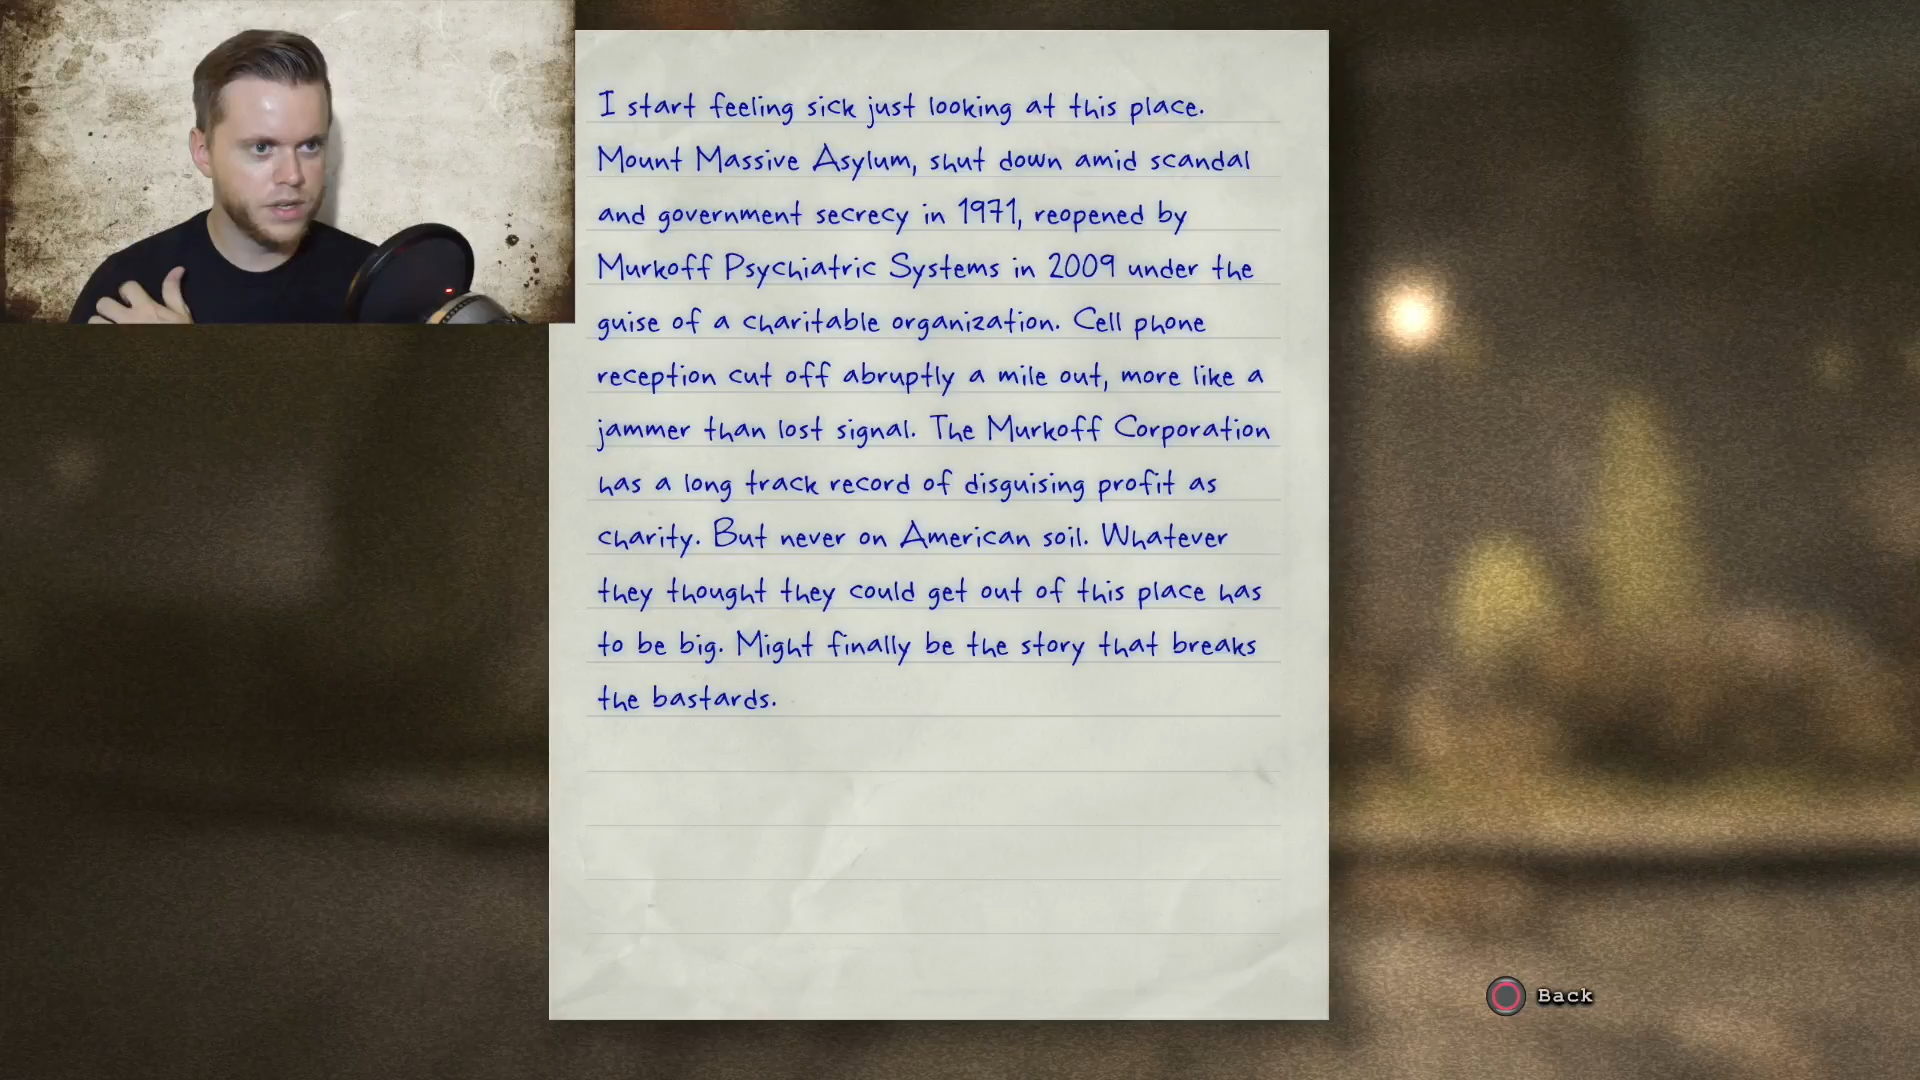 I start feeling sick just looking at this place.
Mount Massive Asylum, shut down amid scandal
and government secrecy in 1971, reopened by
Murkoff Psychiatric Systems in 2009 under the
guise of a charitable organization. Cell phone
reception cut off abruptly a mile out, more like a
jammer than lost signal. The Murkoff Corporation
has a long track record of disguising profit as
charity. But never on American soil. Whatever
they thought they could get out of this place has
to be big. Might finally be the story that breaks
the bastards.
Back